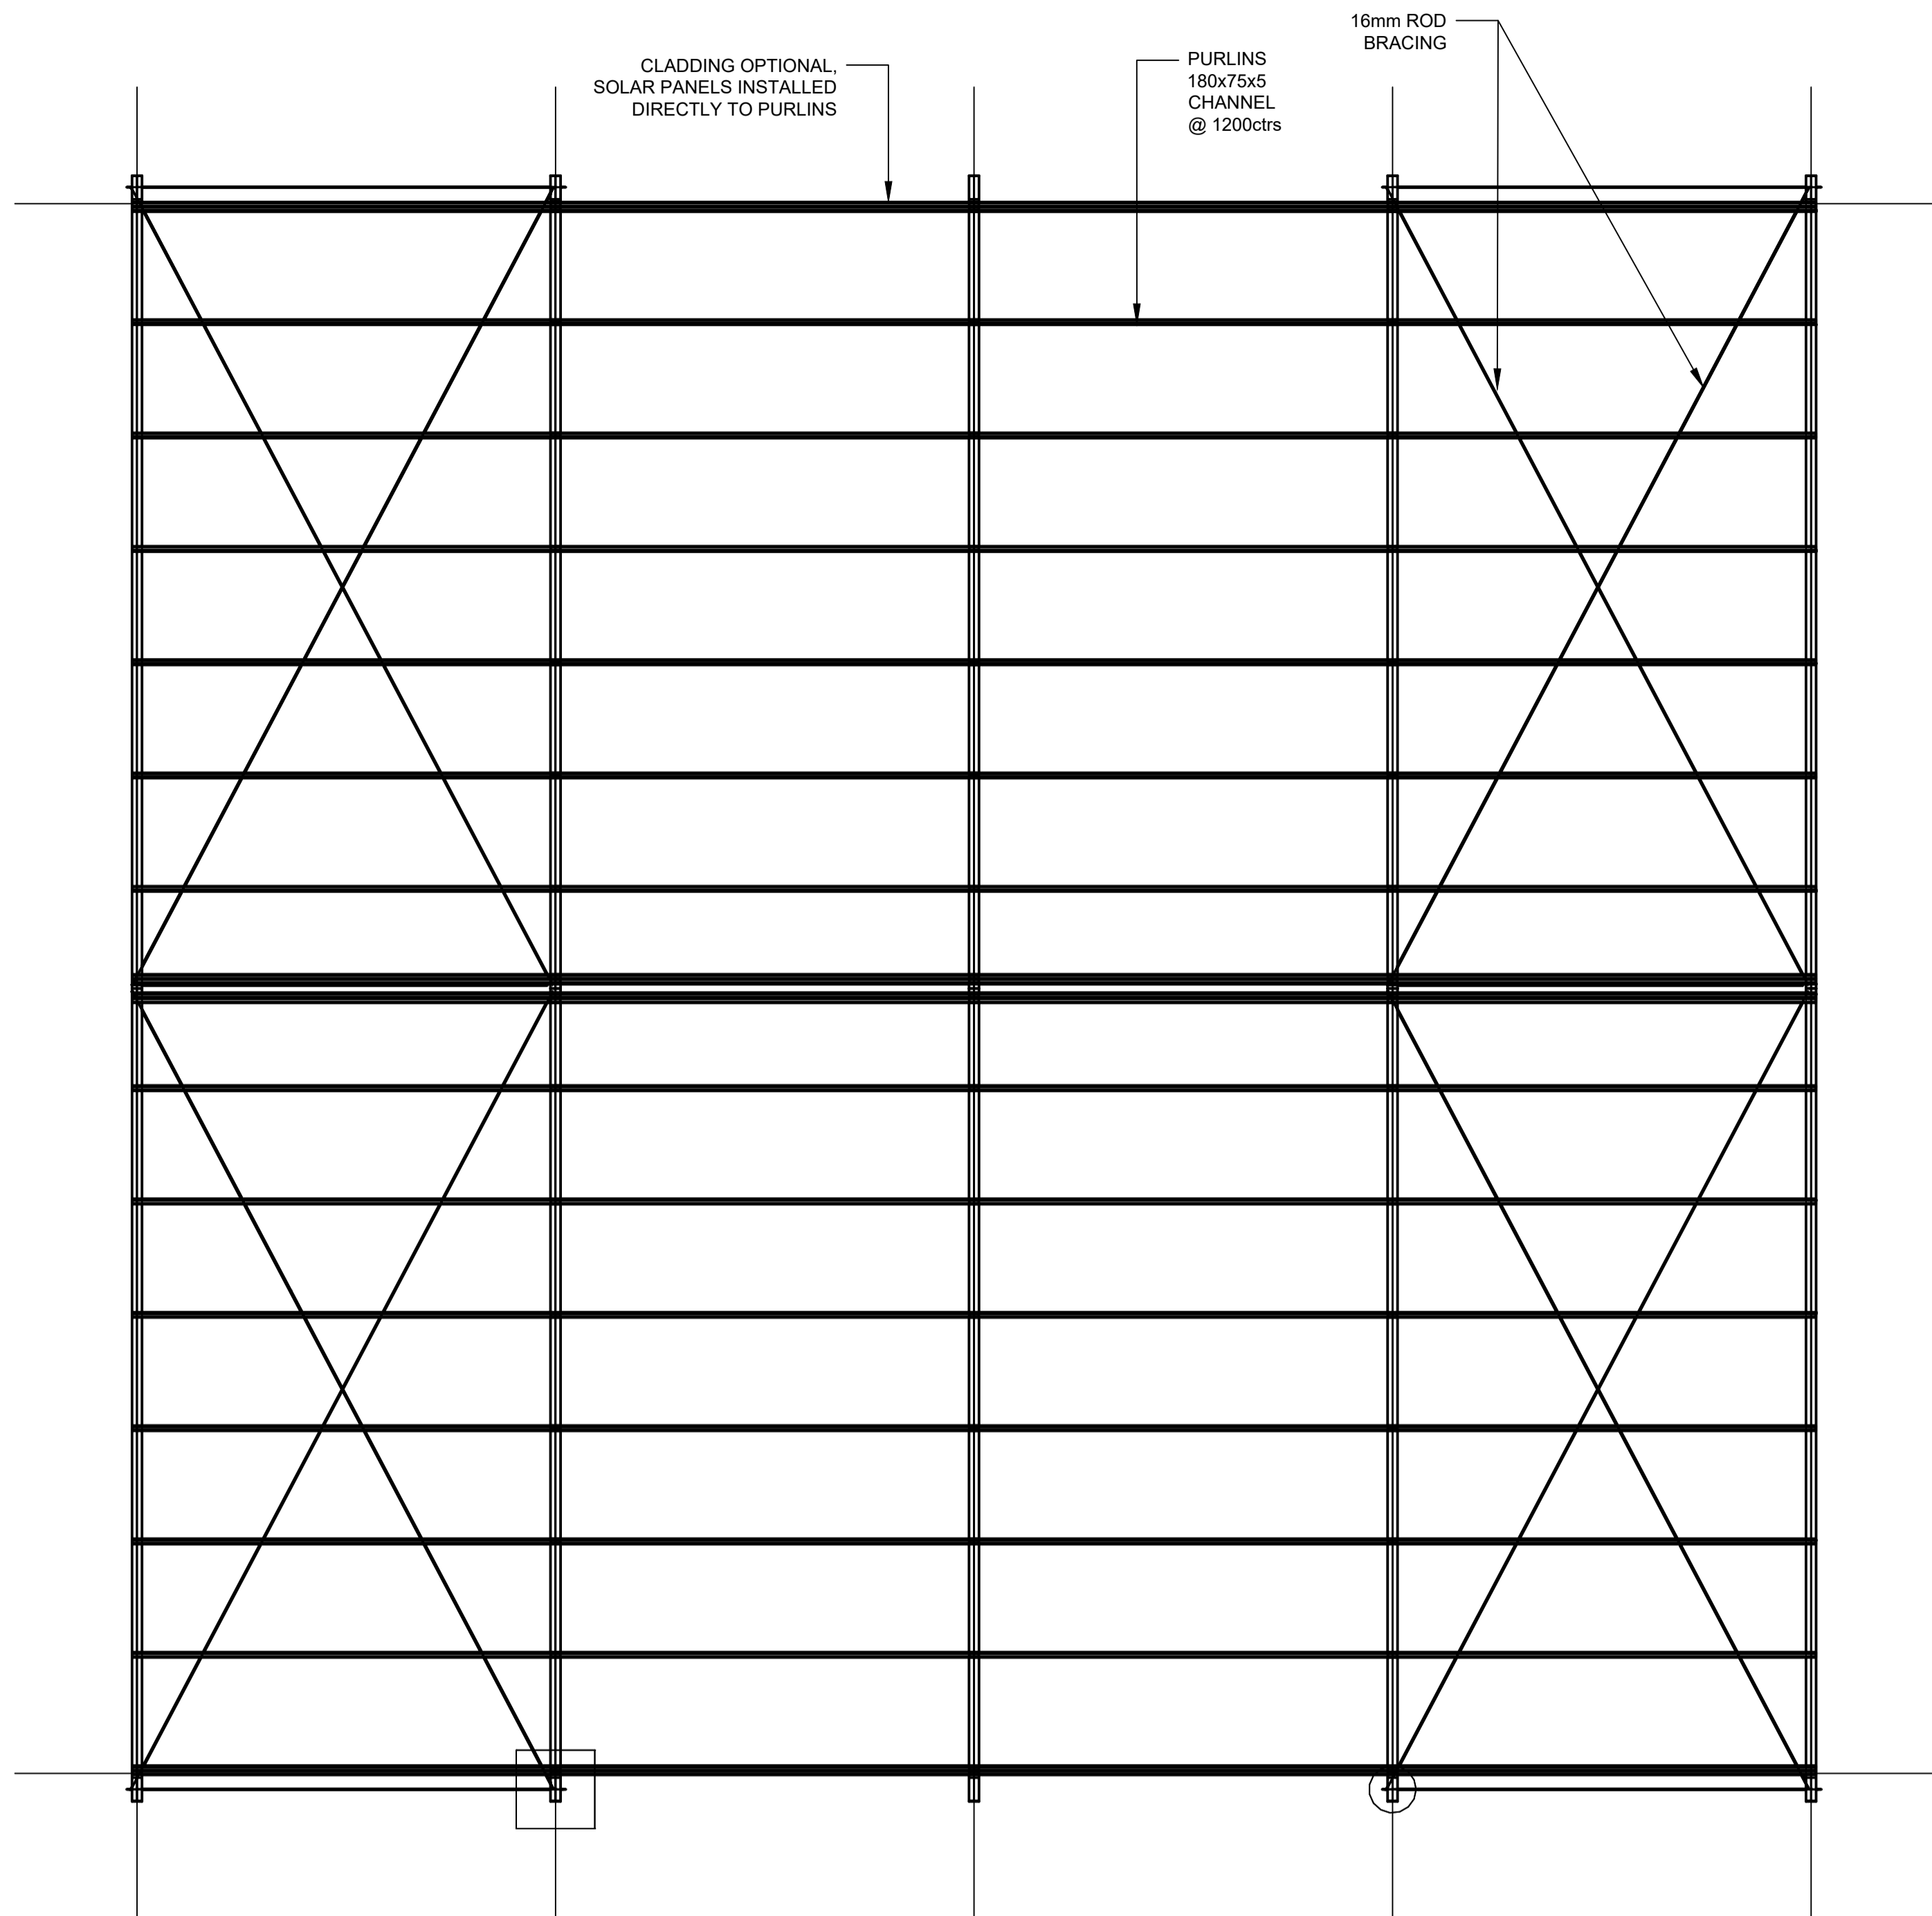 CLADDING OPTIONAL,
SOLAR PANELS INSTALLED
DIRECTLY TO PURLINS
PURLINS
180x75x5
CHANNEL
@ 1200ctrs
16mm ROD
BRACING